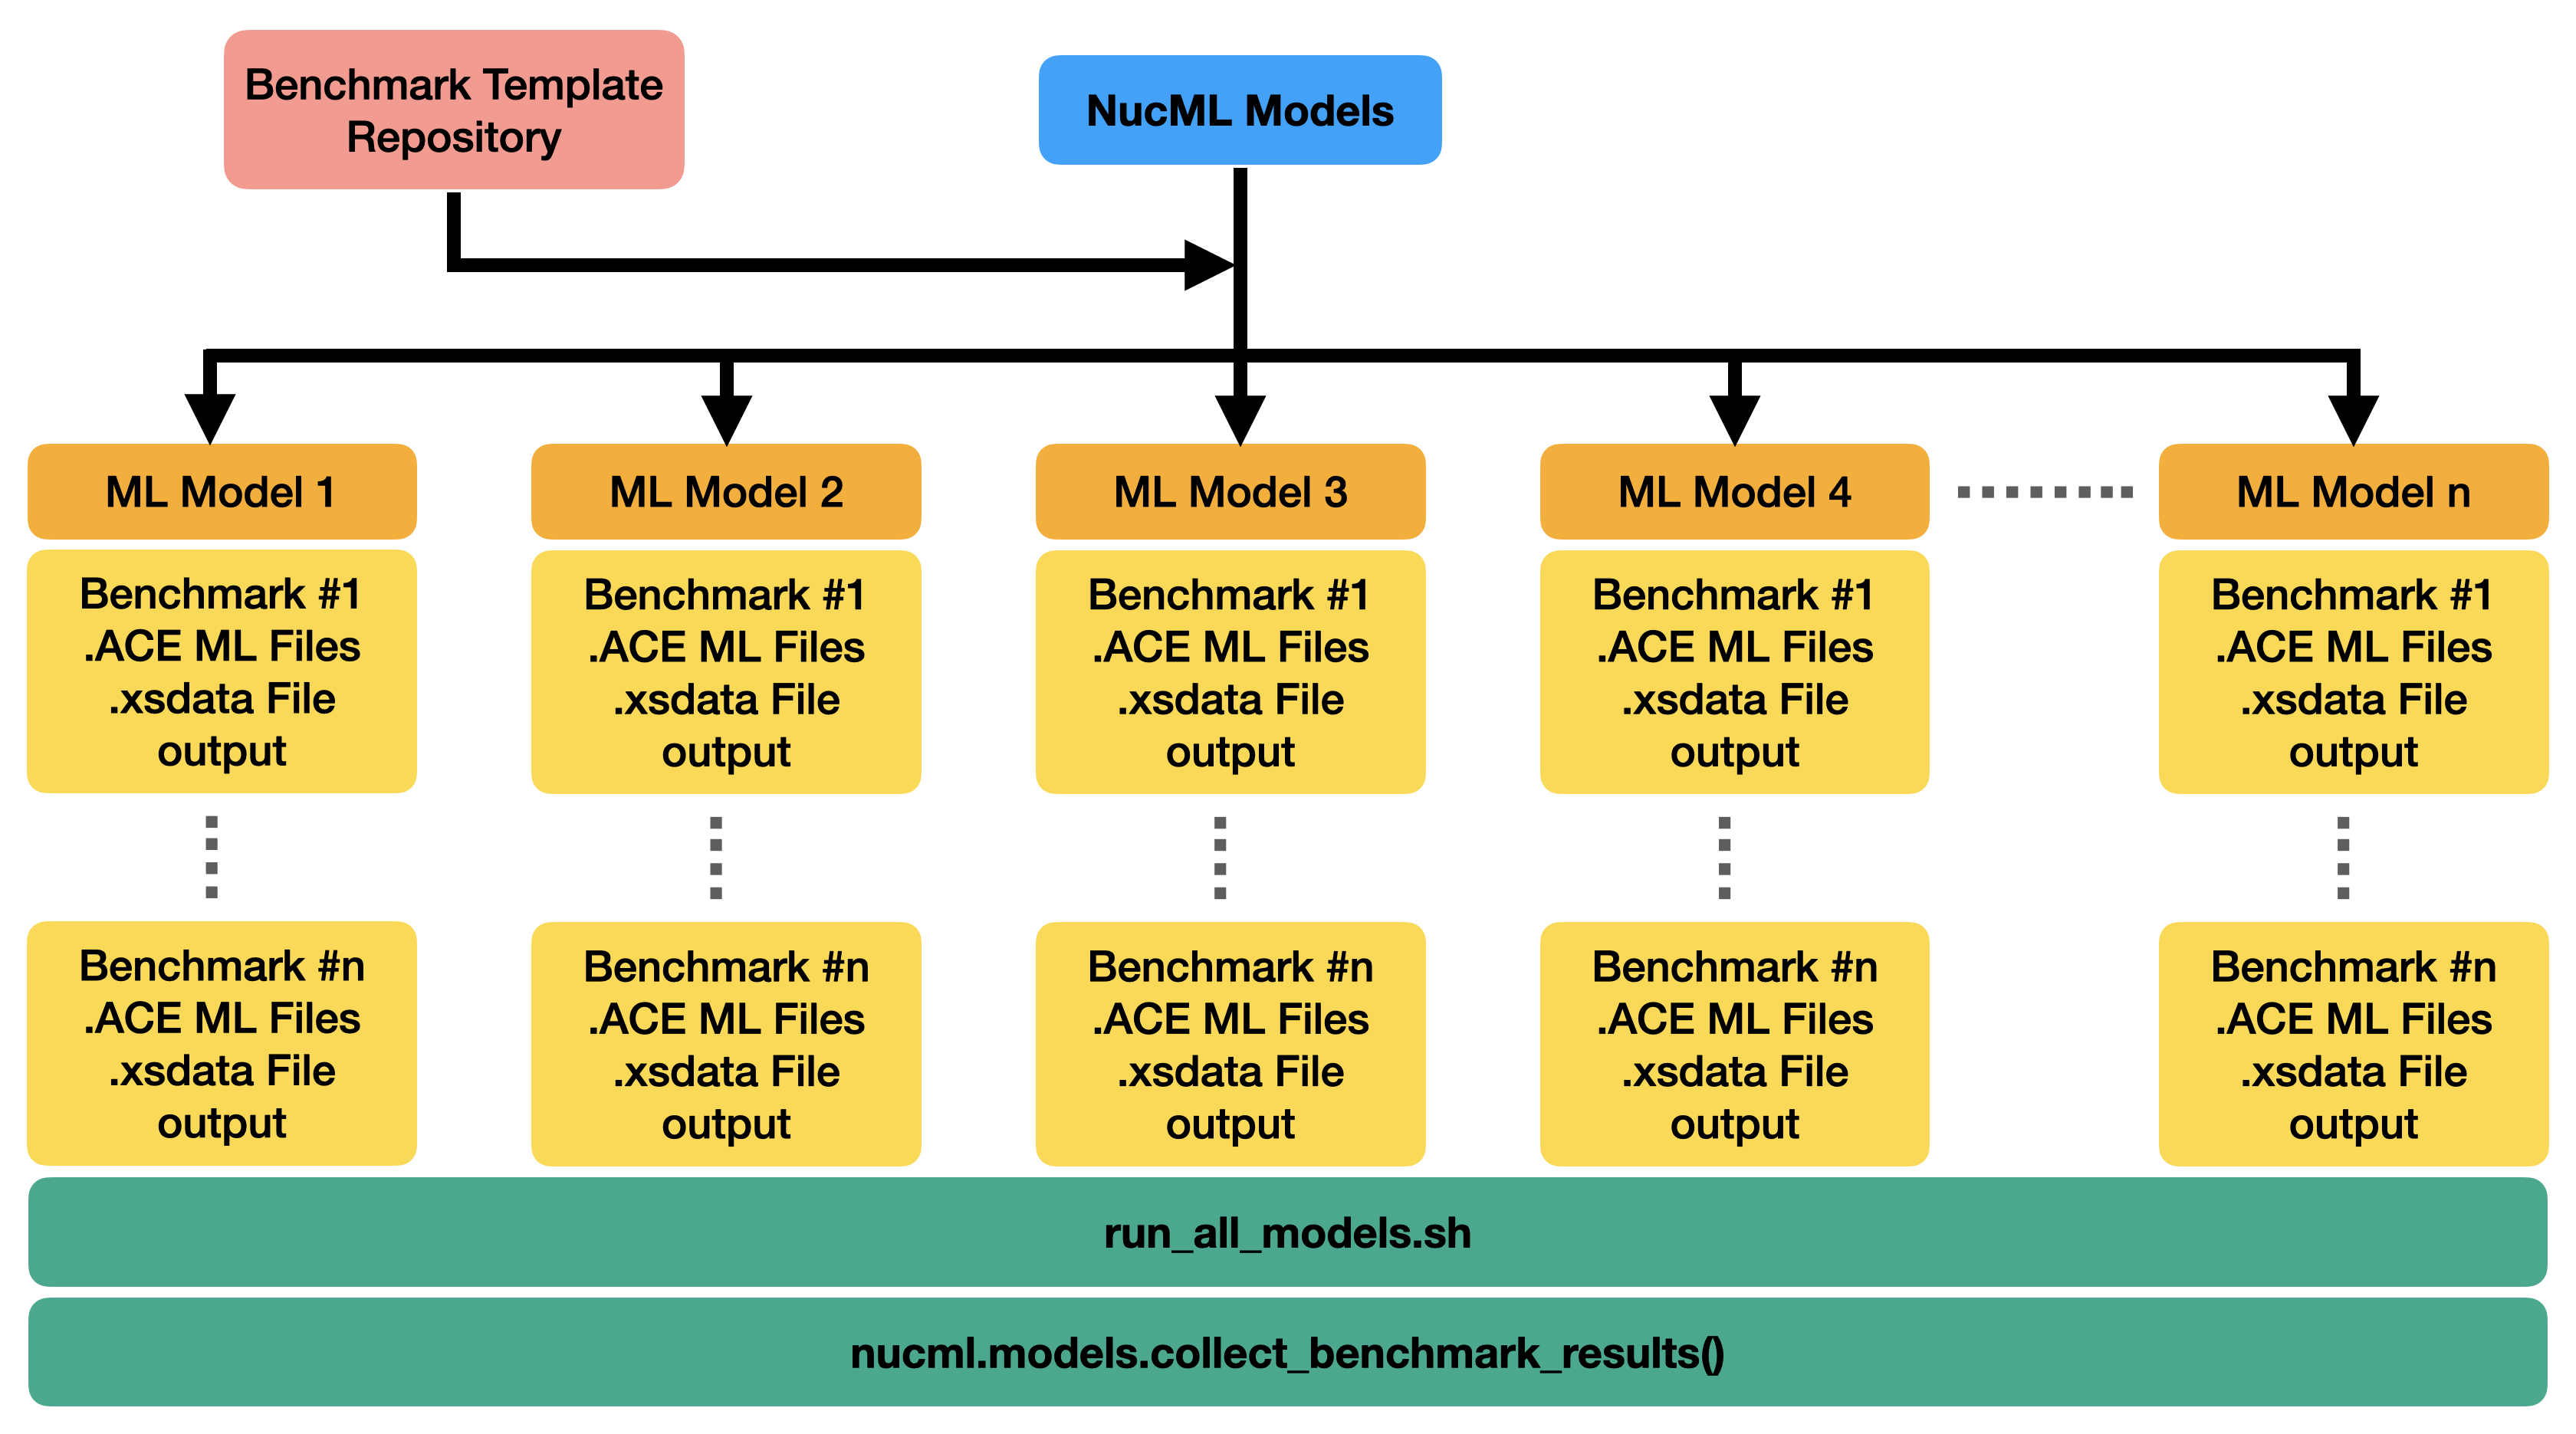 Benchmark Template
Repository
NucML Models
ML Model 1
ML Model 2
ML Model 3
ML Model 4
ML Model n
Benchmark #1
.ACE ML Files
.xsdata File
output
Benchmark #1
.ACE ML Files
.xsdata File
output
Benchmark #1
.ACE ML Files
.xsdata File
output
Benchmark #1
.ACE ML Files
.xsdata File
output
Benchmark #1
.ACE ML Files
.xsdata File
output
Benchmark #n
.ACE ML Files
.xsdata File
output
Benchmark #n
.ACE ML Files
.xsdata File
output
Benchmark #n
.ACE ML Files
.xsdata File
output
Benchmark #n
.ACE ML Files
.xsdata File
output
Benchmark #n
.ACE ML Files
.xsdata File
output
run_all_models.sh
nucml.models.collect_benchmark_results()